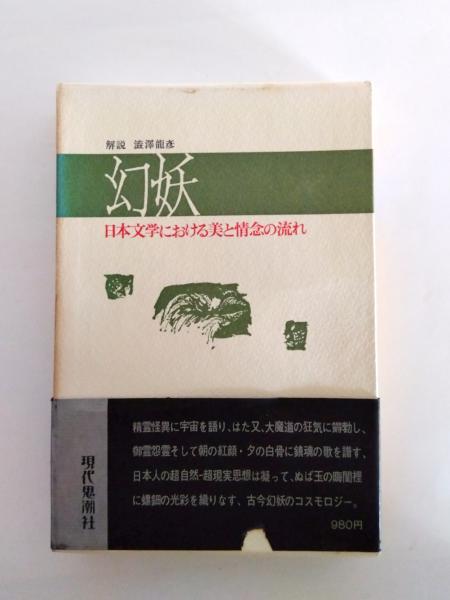 解説 澁澤龍彥
幻妖
日本文学における美と情念の流れ
精霊怪異に宇宙を語り、はた又、大魔道の狂気に錚勃し、
御霊怨霊そして朝の紅顔・夕の白骨に鎮魂の歌を譜す、
日本人の超自然-超現実思想は凝って、ぬば玉の晦闇裡
に螺鈿の光彩を織りなす、古今幻妖のコスモロジー。
980円
現代思潮社